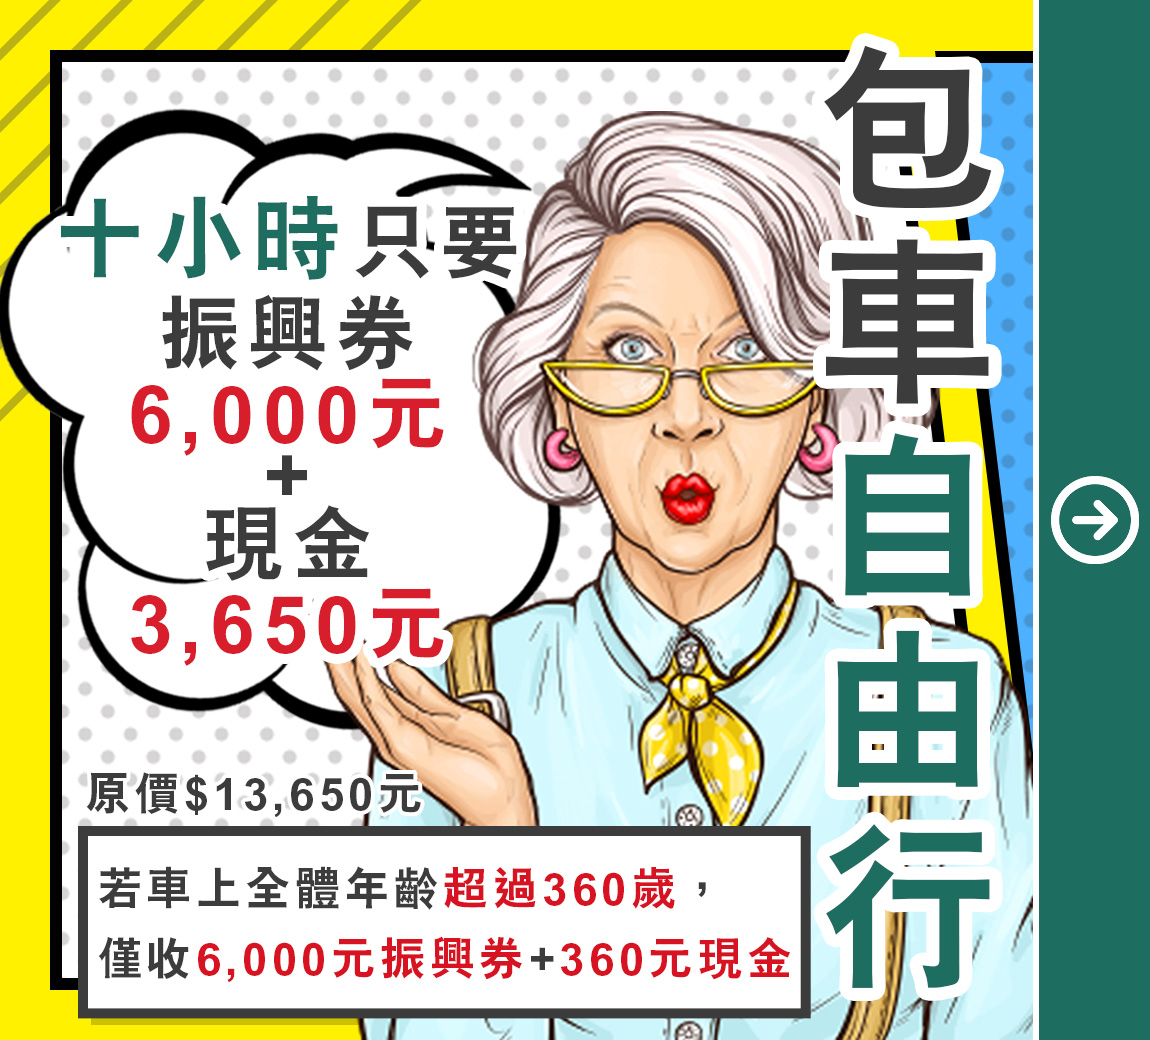 包車自由行
十小時只要
振興券
6,000元
+
現金
3,650元
原價$13,650元
若車上全體年齡超過360歲，
僅收6,000元振興券+360元現金